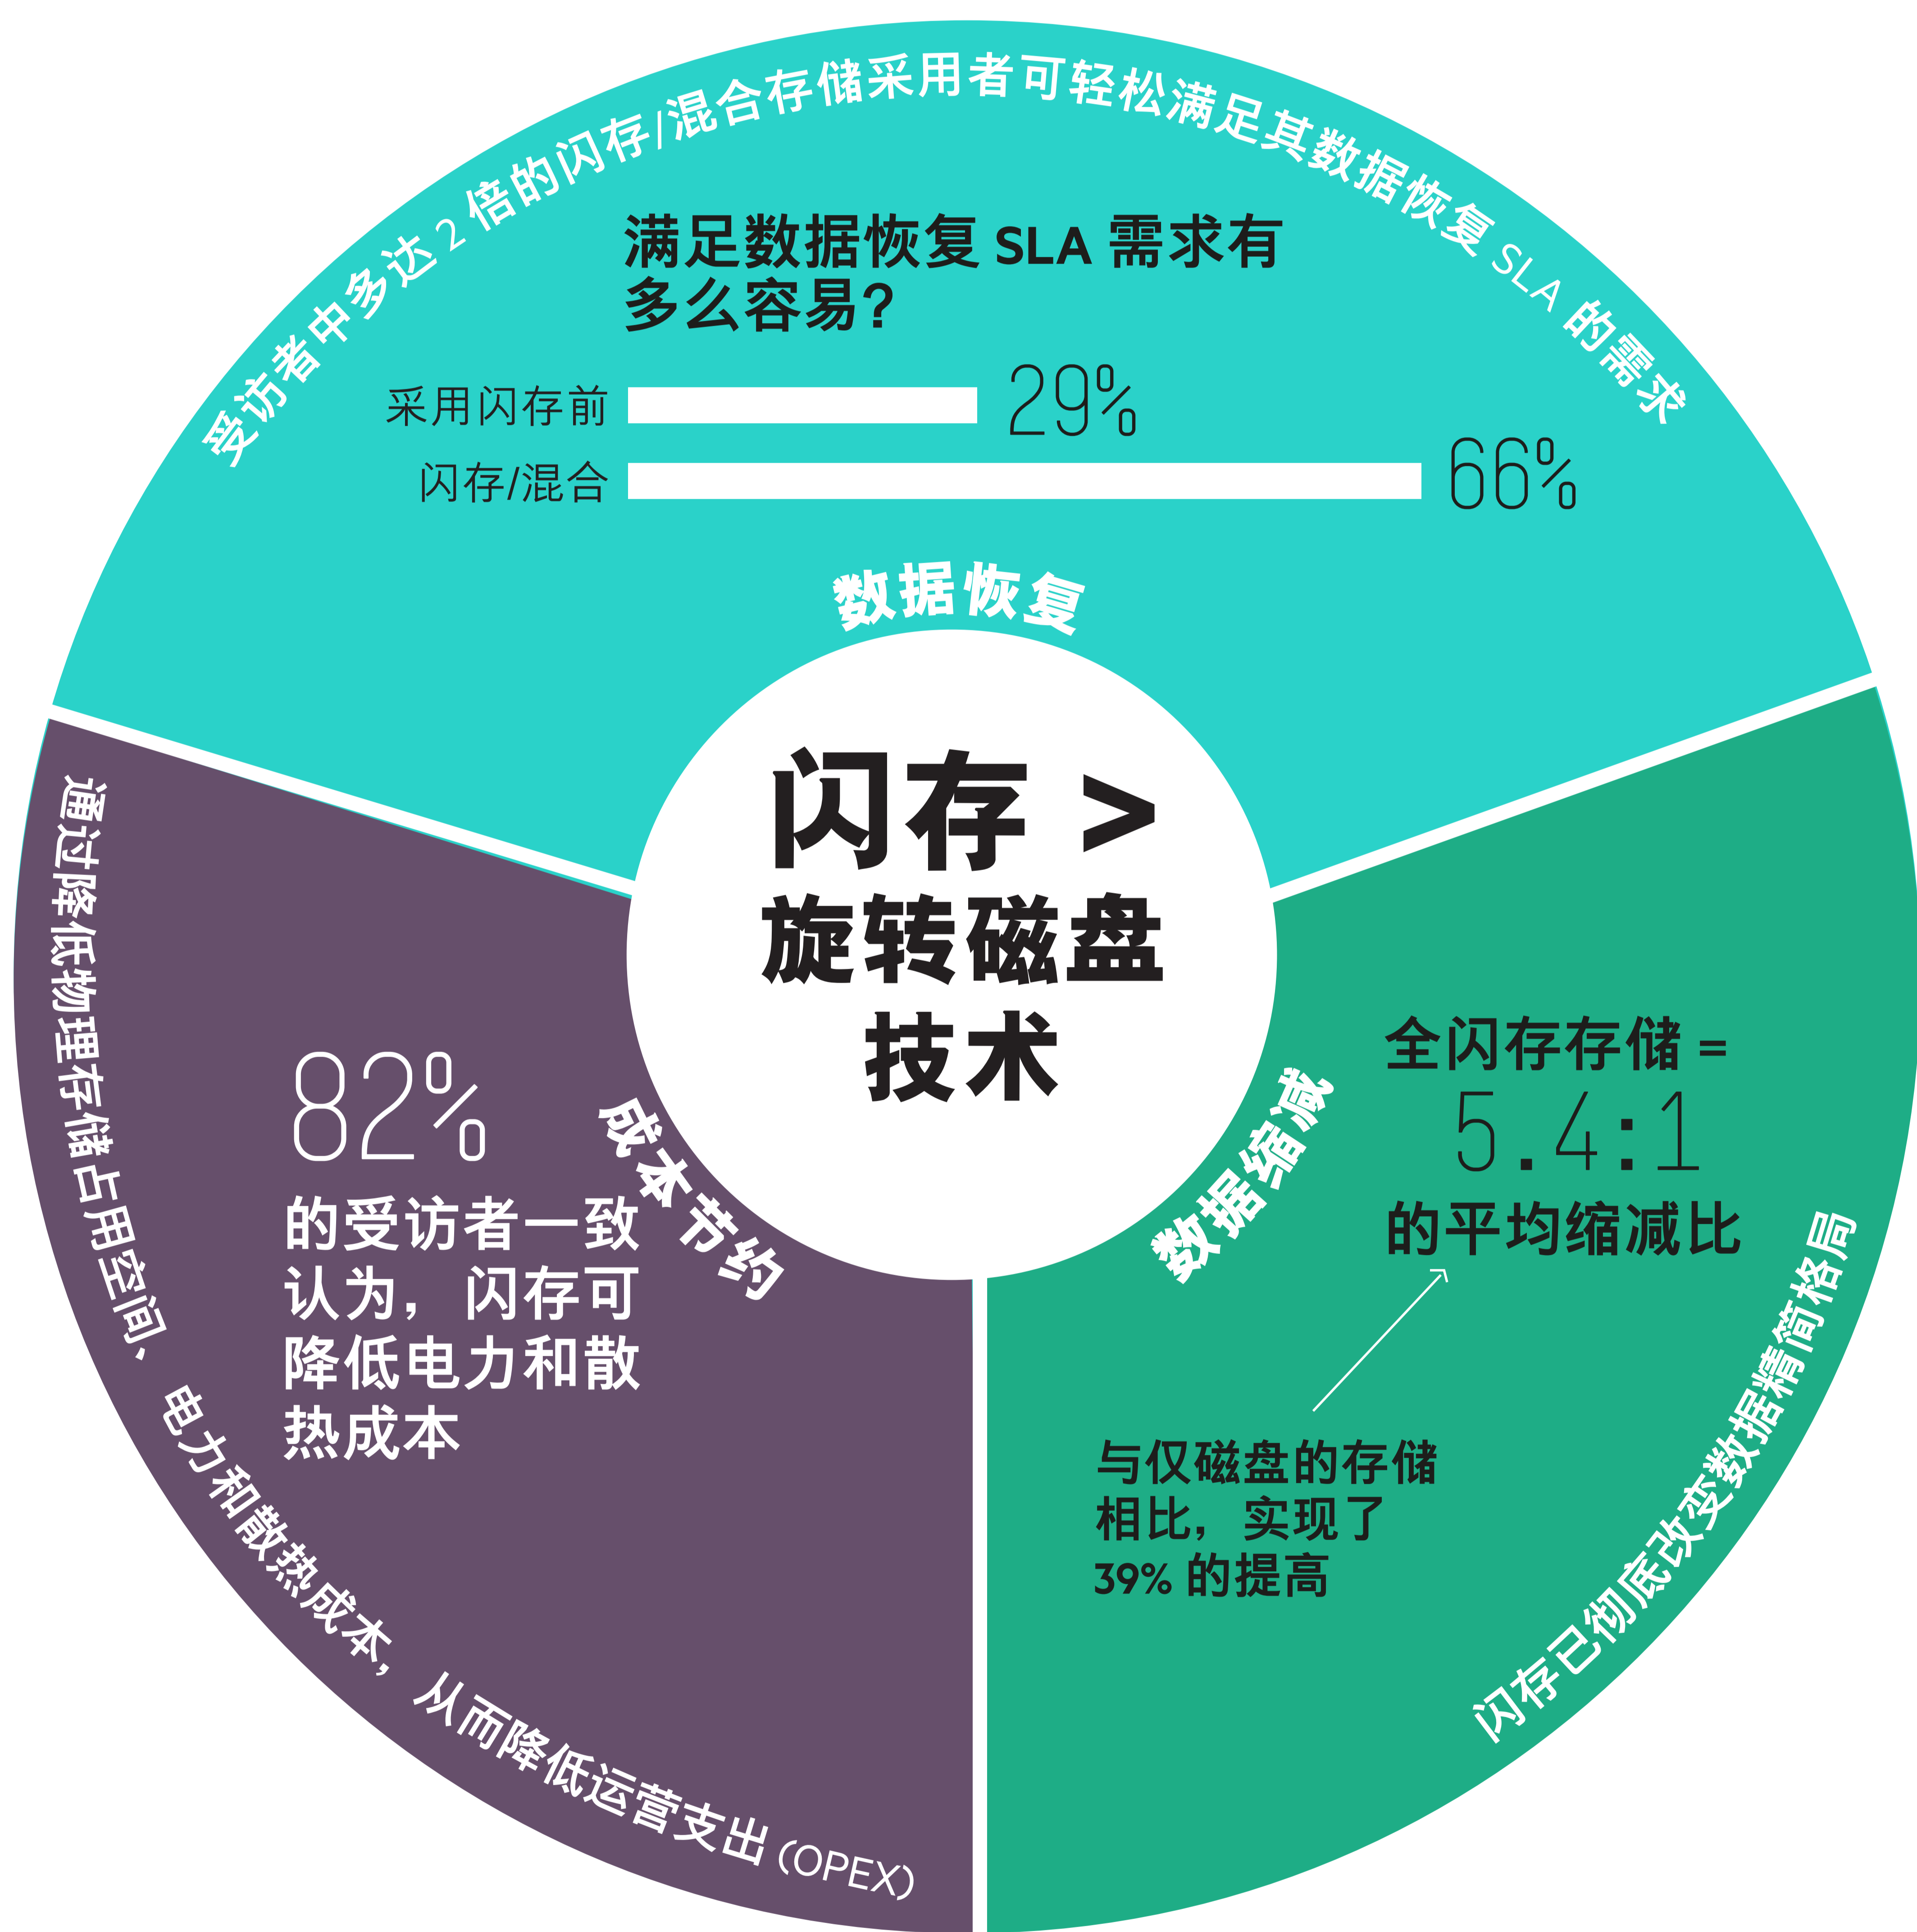 受访者中多达 2 倍的闪存/混合存储采用者可轻松满足其数据恢复 SLA 的需求
满足数据恢复 SLA 需求有
多么容易？
采用闪存前 29%
闪存/混合 66%
数据恢复
闪存 >
旋转磁盘
技术
全闪存存储 =
5.4:1
的平均缩减比
数据缩减
与仅磁盘的存储
相比，实现了
39% 的提高
闪存已彻底改变数据精简格局
82%
的受访者一致
认为，闪存可
降低电力和散
热成本
成本节约
通过回降低物理存储占用空间、
电力和散热成本，从而降低运营支出 (OPEX)